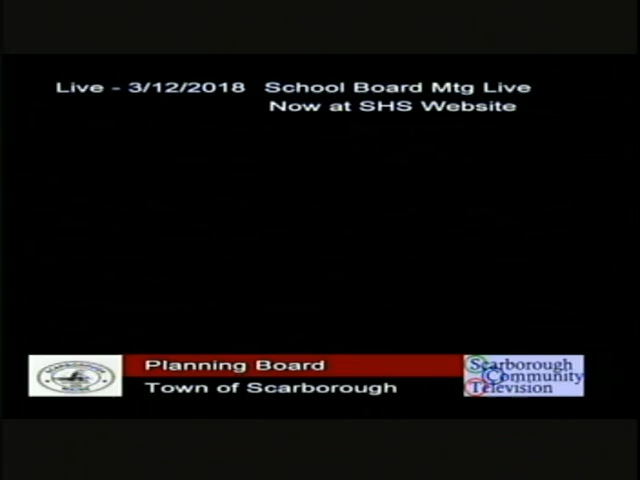 Live - 3/12/2018 School Board Mtg Live
Now at SHS Website
Planning Board
Town of Scarborough
Scarborough
Community
Television